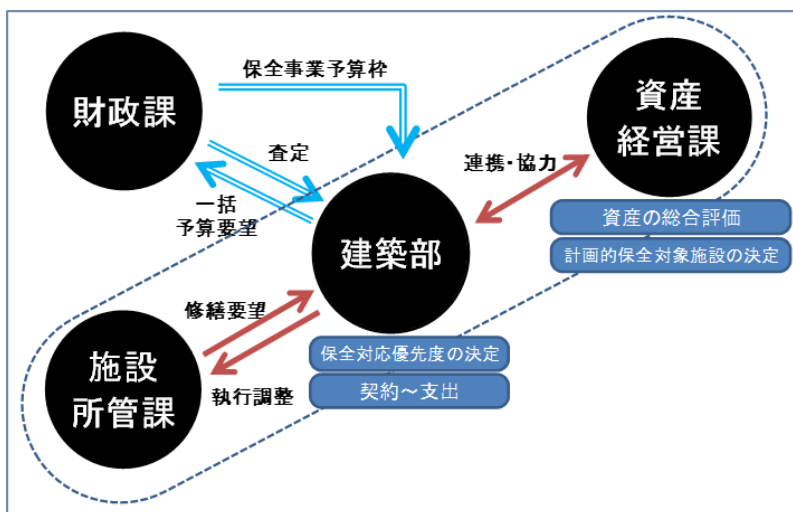 保全事業予算枠
財政課
査定
一括
予算要望
資産
経営課
連携・協力
資産の総合評価
計画的保全対象施設の決定
建築部
修繕要望
保全対応優先度の決定
契約～支出
施設
所管課
執行調整